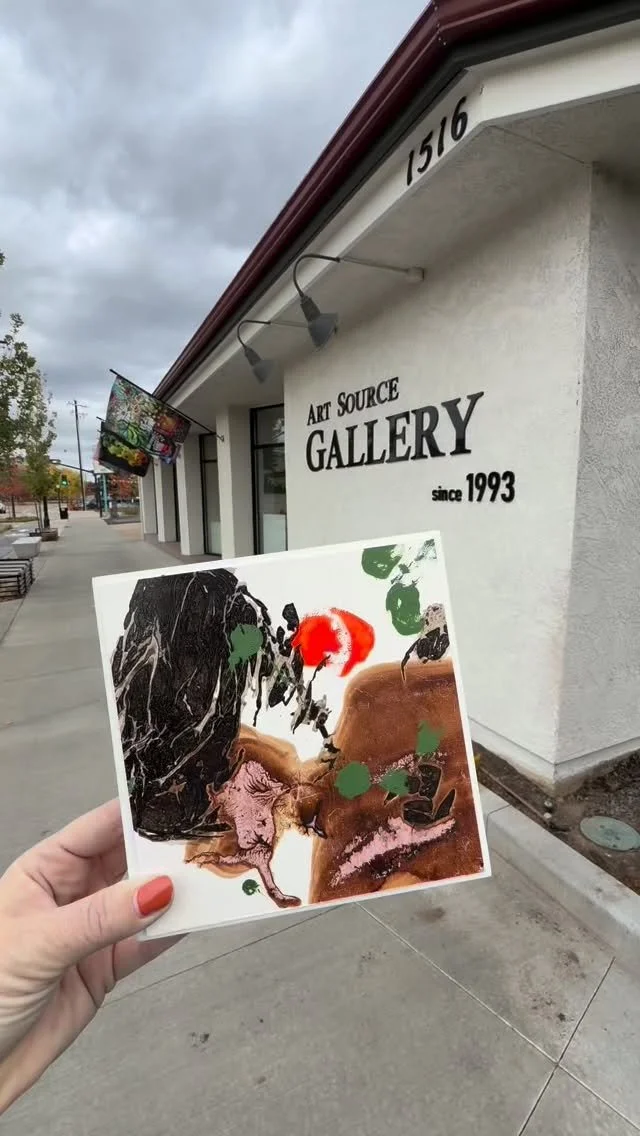 1516
ART SOURCE
GALLERY
since 1993